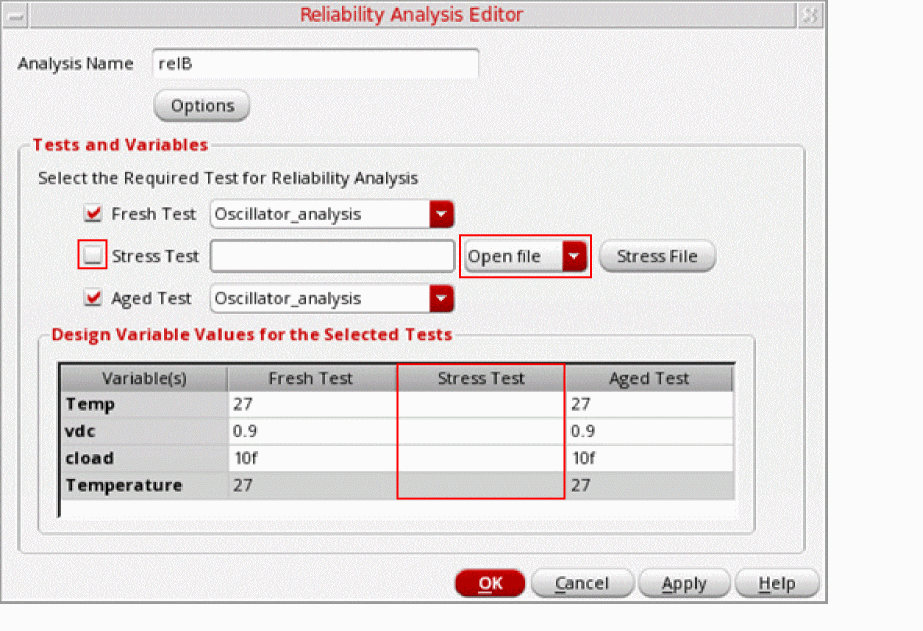 Reliability Analysis Editor
Analysis Name relB
Options
Tests and Variables
Select the Required Test for Reliability Analysis
Fresh Test Oscillator_analysis
Stress Test Open file Stress File
Aged Test Oscillator_analysis
Design Variable Values for the Selected Tests
Variable(s) Fresh Test Stress Test Aged Test
Temp 27 27
vdc 0.9 0.9
cload 10f 10f
Temperature 27 27
OK Cancel Apply Help